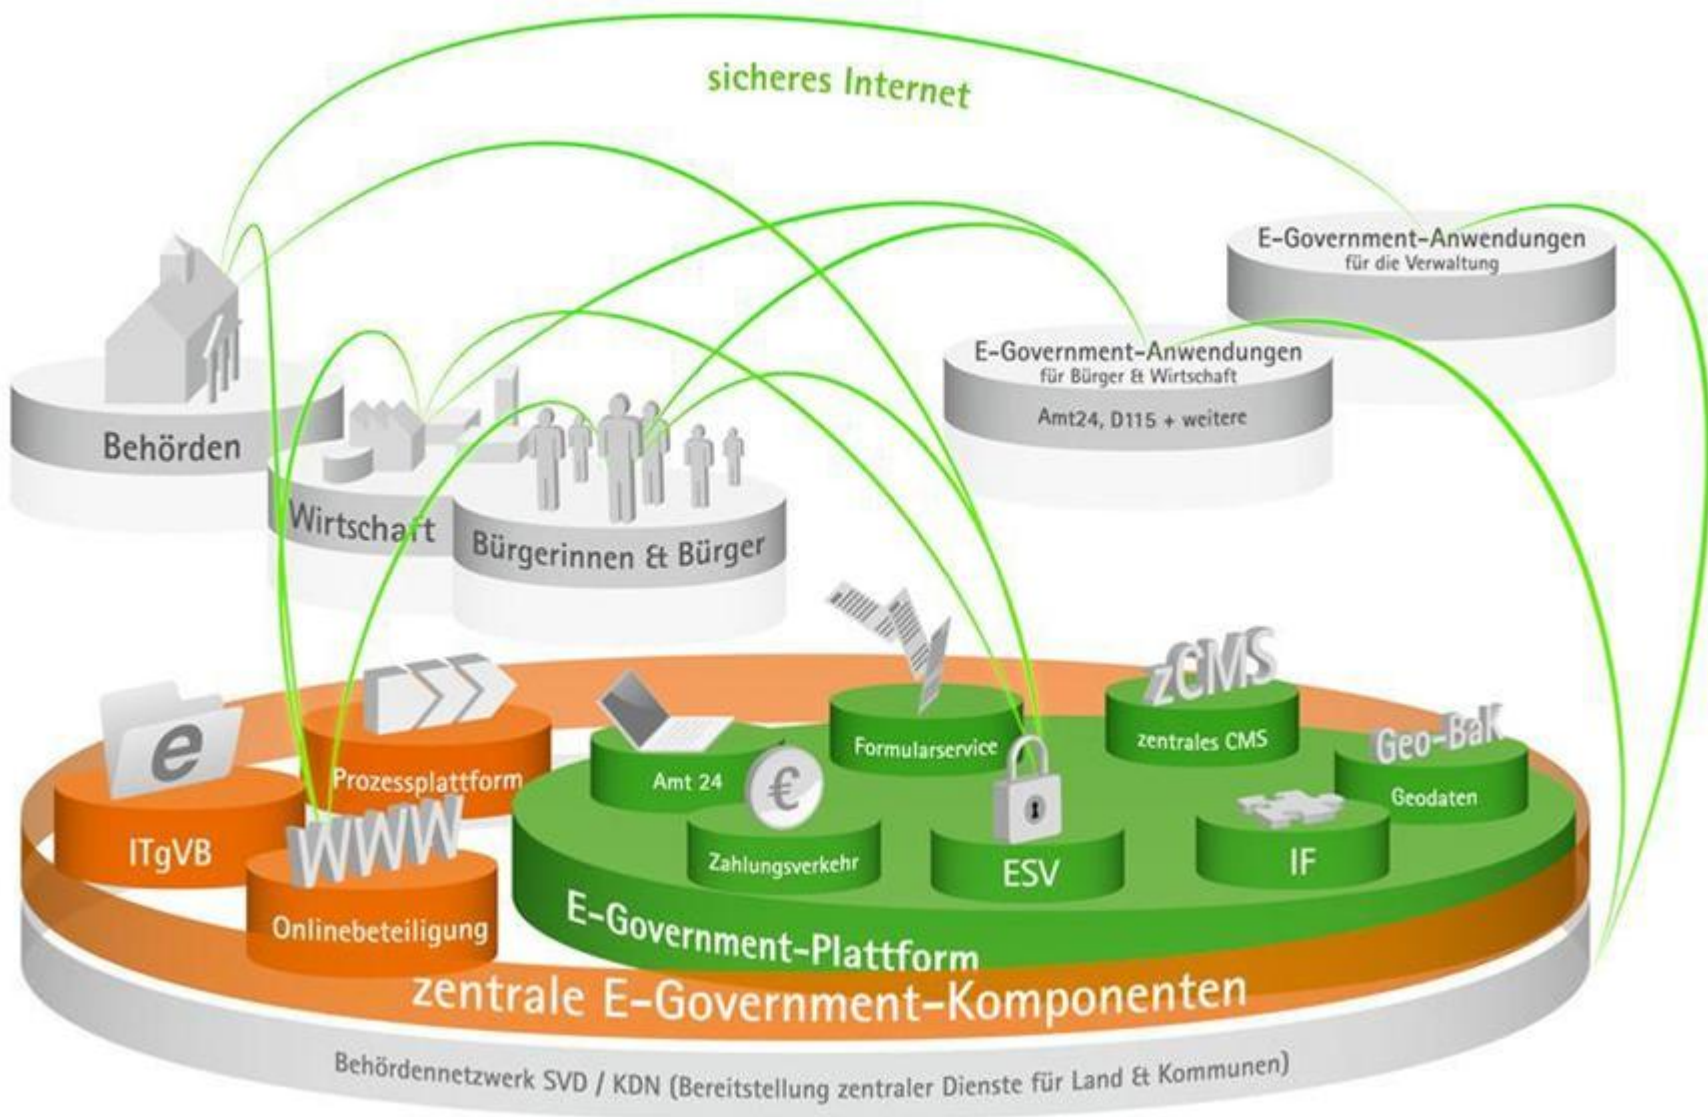 sicheres Internet
E-Government-Anwendungen
für die Verwaltung
E-Government-Anwendungen
für Bürger & Wirtschaft
Amt24, D115 + weitere
Behörden
Wirtschaft
Bürgerinnen & Bürger
e
ITgVB
Prozessplattform
WWW
Onlinebeteiligung
Amt 24
€
Zahlungsverkehr
Formularservice
ESV
zCMS
zentrales CMS
Geo-BaK
Geodaten
IF
E-Government-Plattform
zentrale E-Government-Komponenten
Behördennetzwerk SVD / KDN (Bereitstellung zentraler Dienste für Land & Kommunen)